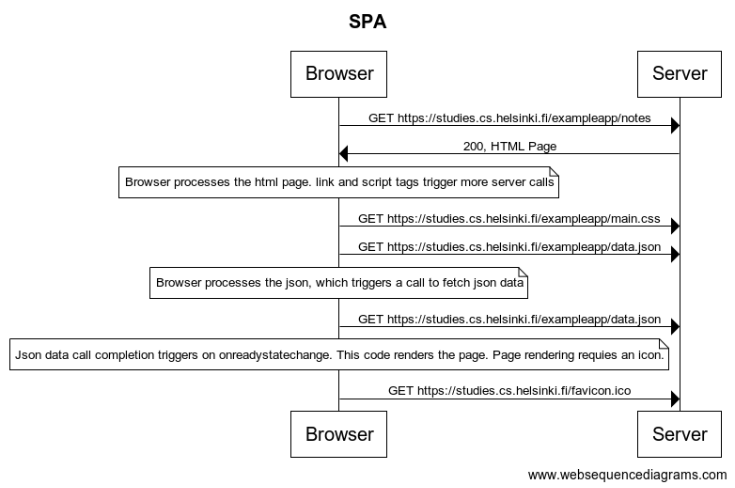 SPA
Browser Server
GET https://studies.cs.helsinki.fi/exampleapp/notes
200, HTML Page
Browser processes the html page. link and script tags trigger more server calls
GET https://studies.cs.helsinki.fi/exampleapp/main.css
GET https://studies.cs.helsinki.fi/exampleapp/data.json
Browser processes the json, which triggers a call to fetch json data
GET https://studies.cs.helsinki.fi/exampleapp/data.json
Json data call completion triggers on onreadystatechange. This code renders the page. Page rendering requies an icon.
GET https://studies.cs.helsinki.fi/favicon.ico
Browser Server
www.websequencediagrams.com